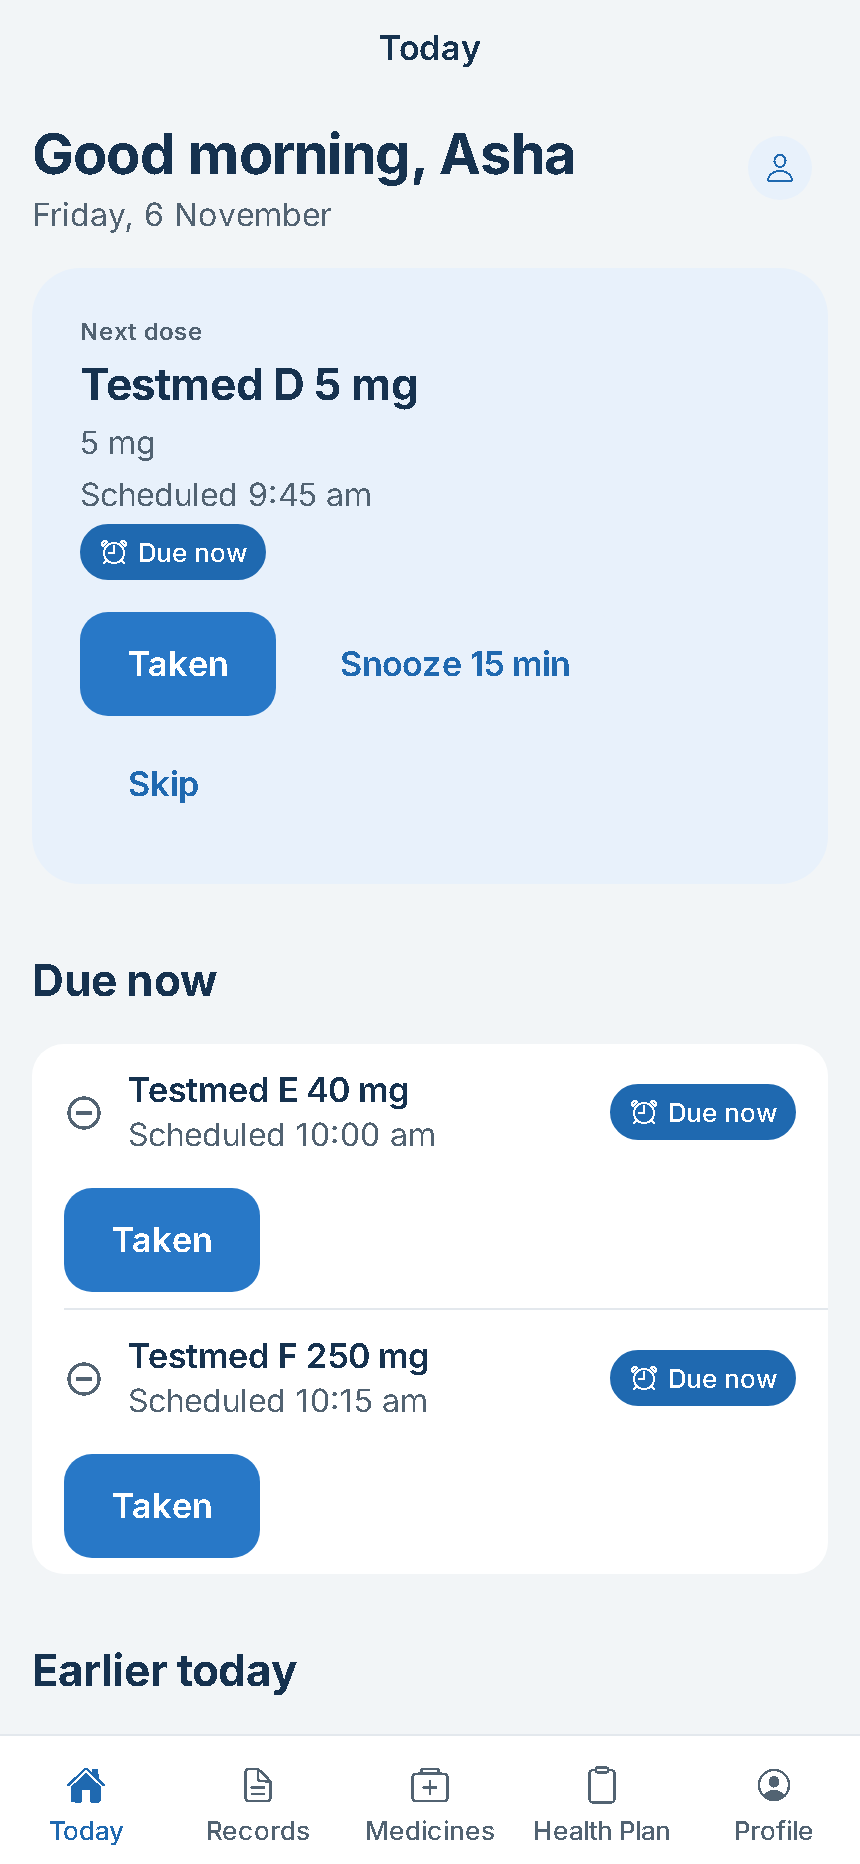 Today
Good morning, Asha
Friday, 6 November
Next dose
Testmed D 5 mg
5 mg
Scheduled 9:45 am
Due now
Taken
Snooze 15 min
Skip
Due now
Testmed E 40 mg
Scheduled 10:00 am
Due now
Taken
Testmed F 250 mg
Scheduled 10:15 am
Due now
Taken
Earlier today
Today
Records
Medicines
Health Plan
Profile